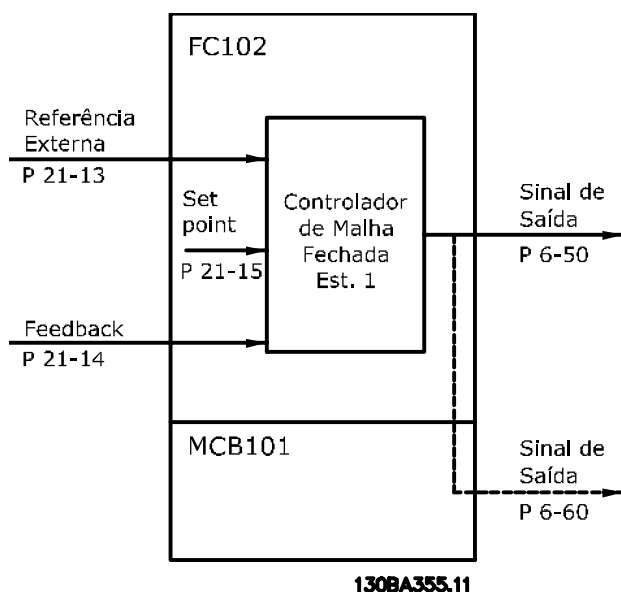 FC102
Referência
Externa
P 21-13
Set
point
P 21-15
Controlador
de Malha
Fechada
Est. 1
Sinal de
Saída
P 6-50
Feedback
P 21-14
MCB101
Sinal de
Saída
P 6-60
130BA355.11